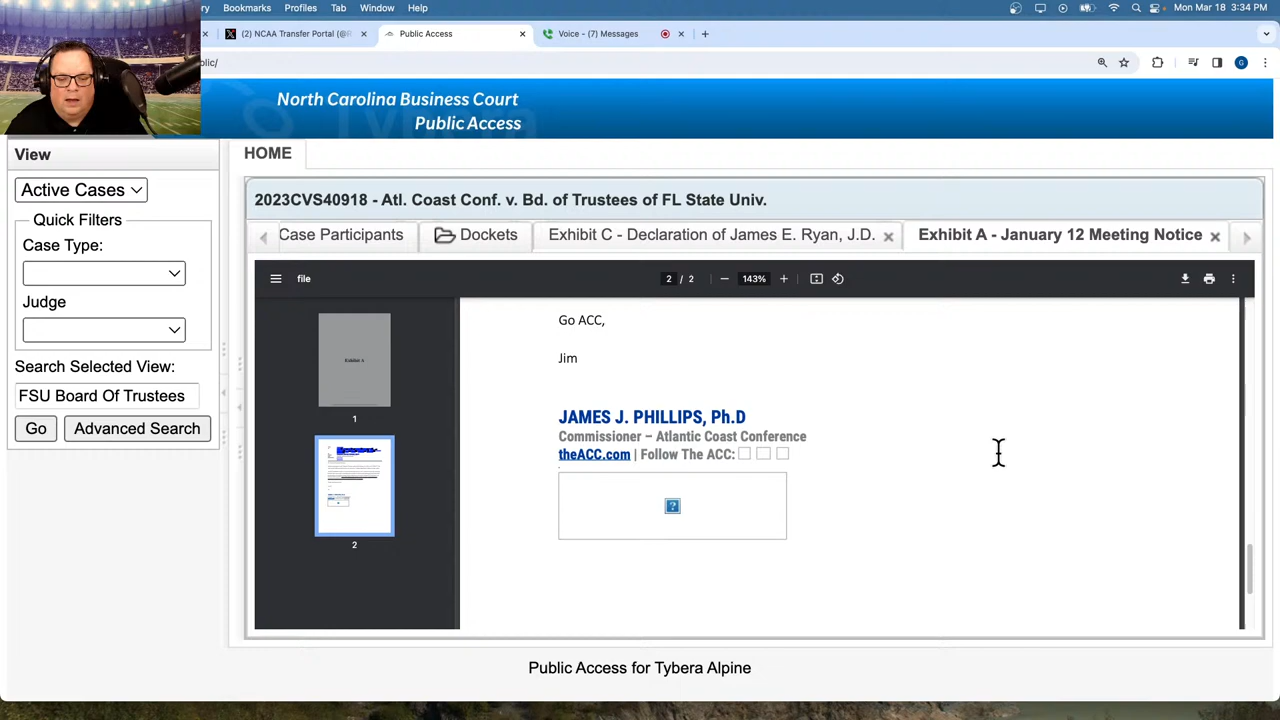 ry Bookmarks Profiles Tab Window Help Mon Mar 18 3:34 PM
(2) NCAA Transfer Portal (@ Public Access Voice - (7) Messages
olic/
North Carolina Business Court
Public Access
View
HOME
Active Cases
2023CVS40918 - Atl. Coast Conf. v. Bd. of Trustees of FL State Univ.
Quick Filters
Case Participants Dockets Exhibit C - Declaration of James E. Ryan, J.D. Exhibit A - January 12 Meeting Notice
Case Type:
file 2 / 2 143%
Judge
Go ACC,
Jim
Search Selected View:
FSU Board Of Trustees
Go Advanced Search
1
JAMES J. PHILLIPS, Ph.D
Commissioner – Atlantic Coast Conference
theACC.com | Follow The ACC:
2
Public Access for Tybera Alpine